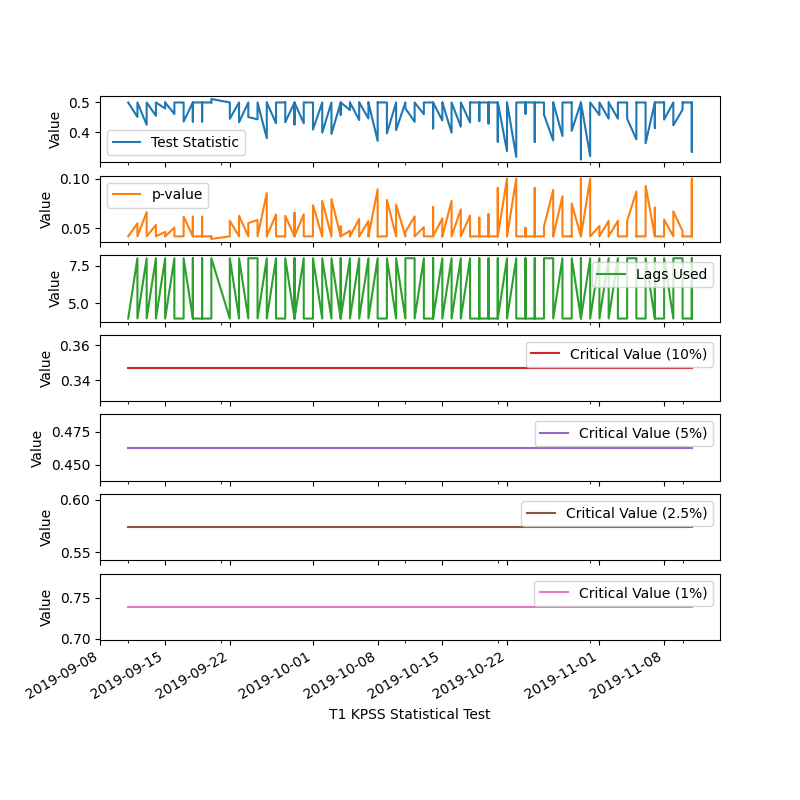 0.5
0.4
Value
Test Statistic
0.10
0.05
Value
p-value
7.5
5.0
Value
Lags Used
0.36
0.34
Value
Critical Value (10%)
0.475
0.450
Value
Critical Value (5%)
0.60
0.55
Value
Critical Value (2.5%)
0.75
0.70
Value
Critical Value (1%)
2019-09-08
2019-09-15
2019-09-22
2019-10-01
2019-10-08
2019-10-15
2019-10-22
2019-11-01
2019-11-08
T1 KPSS Statistical Test